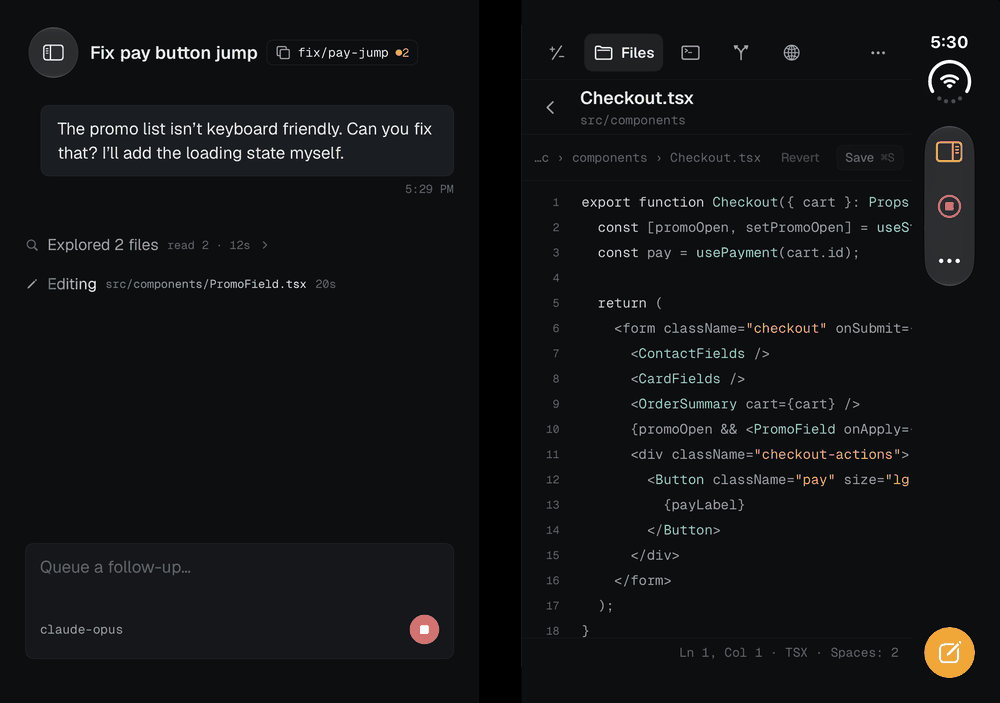 Fix pay button jump
fix/pay-jump 2
The promo list isn’t keyboard friendly. Can you fix
that? I’ll add the loading state myself.
5:29 PM
Explored 2 files read 2 · 12s
Editing src/components/PromoField.tsx 20s
Queue a follow-up…
claude-opus
Files
Checkout.tsx
src/components
…c › components › Checkout.tsx Revert Save ⌘S
1 export function Checkout({ cart }: Props
2 const [promoOpen, setPromoOpen] = useS
3 const pay = usePayment(cart.id);
4
5 return (
6 <form className="checkout" onSubmit=
7 <ContactFields />
8 <CardFields />
9 <OrderSummary cart={cart} />
10 {promoOpen && <PromoField onApply=
11 <div className="checkout-actions">
12 <Button className="pay" size="lg
13 {payLabel}
14 </Button>
15 </div>
16 </form>
17 );
18 }
Ln 1, Col 1 · TSX · Spaces: 2
5:30